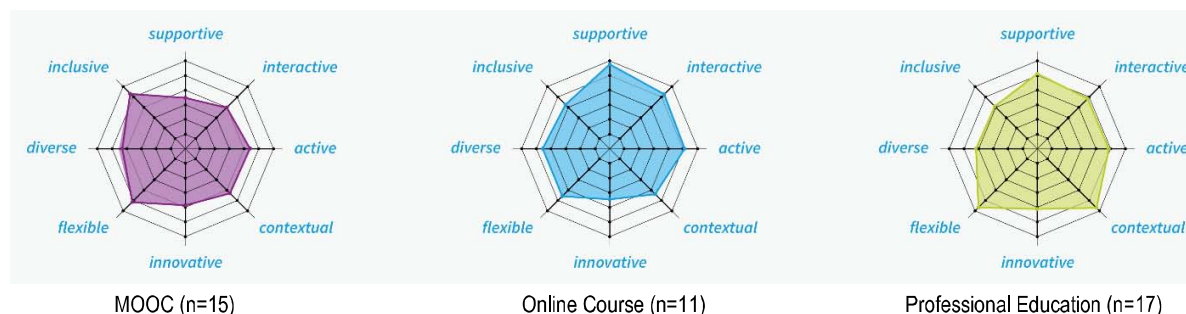 supportive
inclusive
interactive
diverse
active
flexible
contextual
innovative
MOOC (n=15)
supportive
inclusive
interactive
diverse
active
flexible
contextual
innovative
Online Course (n=11)
supportive
inclusive
interactive
diverse
active
flexible
contextual
innovative
Professional Education (n=17)